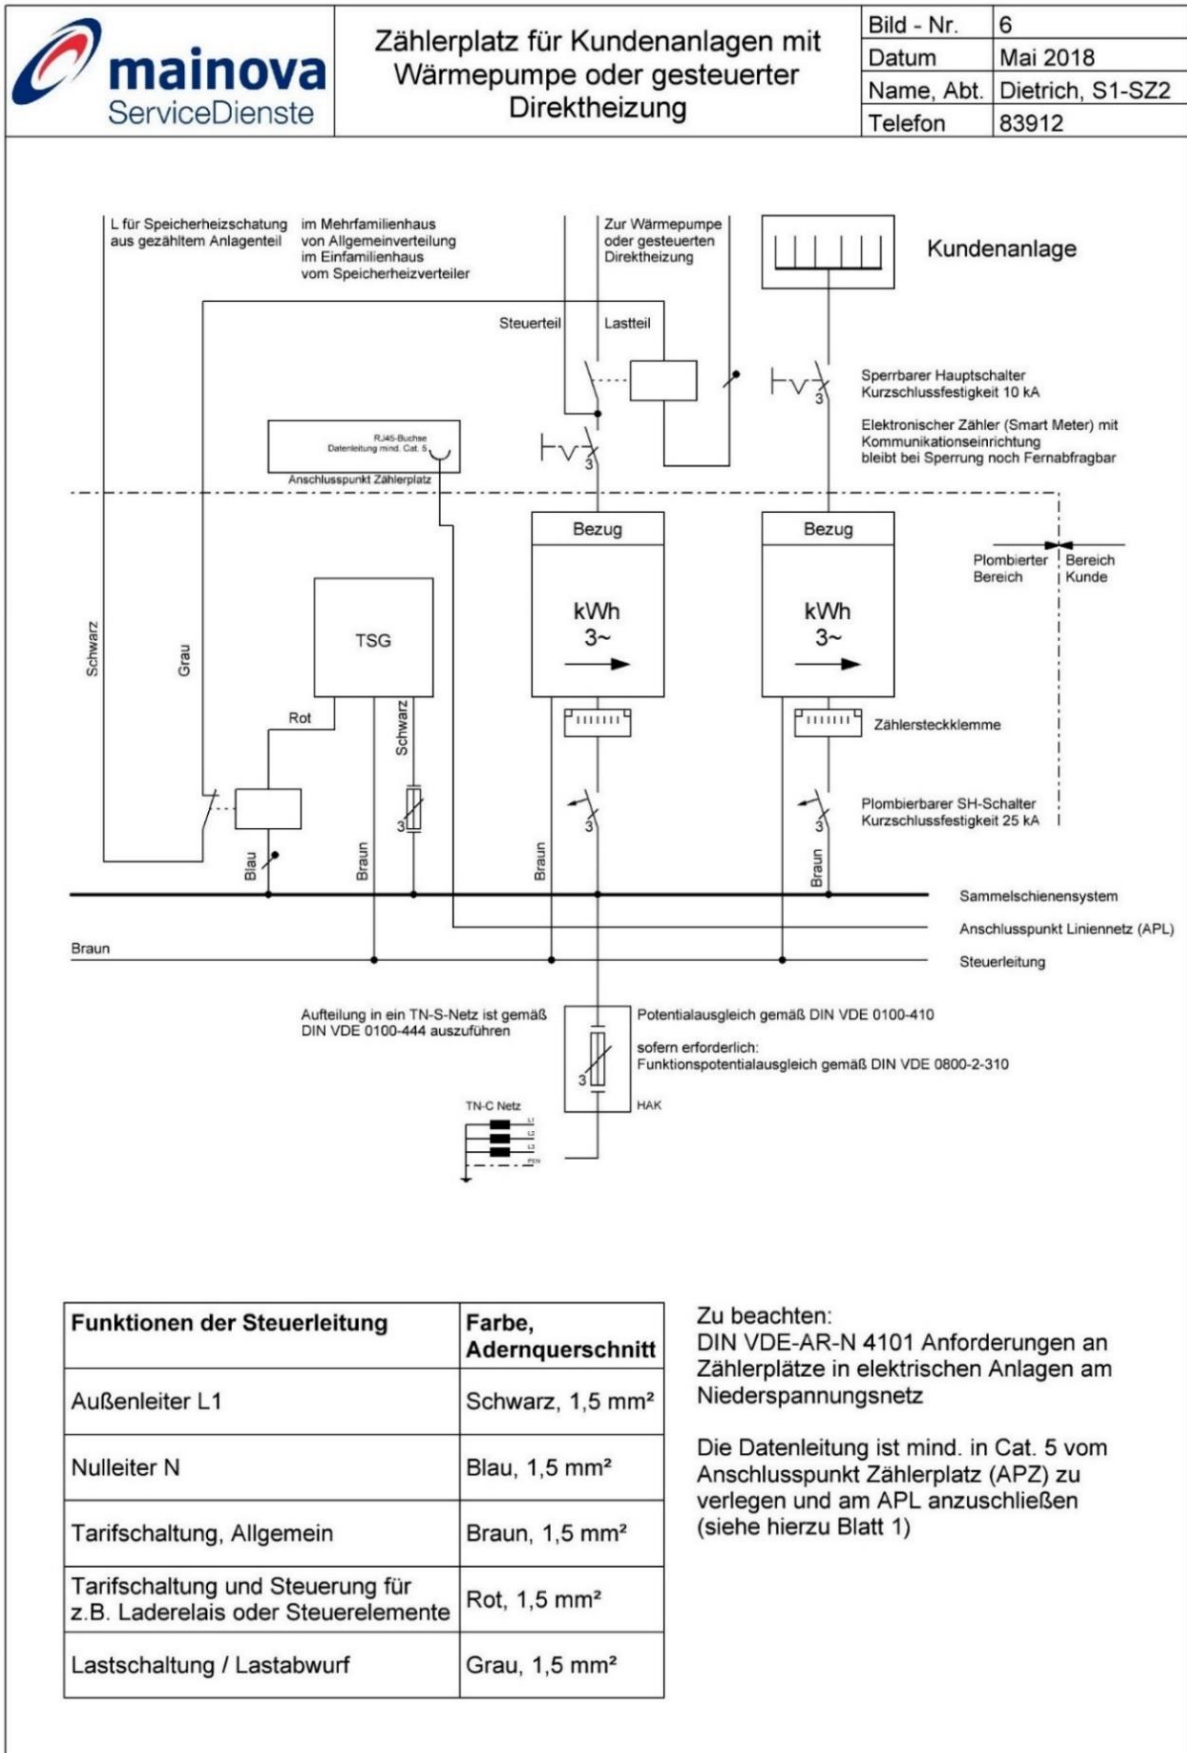 mainova
ServiceDienste
Zählerplatz für Kundenanlagen mit
Wärmepumpe oder gesteuerter
Direktheizung
Bild - Nr. 6
Datum Mai 2018
Name, Abt. Dietrich, S1-SZ2
Telefon 83912
L für Speicherheizschatung
aus gezähltem Anlagenteil
im Mehrfamilienhaus
von Allgemeinverteilung
im Einfamilienhaus
vom Speicherheizverteiler
Zur Wärmepumpe
oder gesteuerten
Direktheizung
Kundenanlage
Steuerteil
Lastteil
Sperrbarer Hauptschalter
Kurzschlussfestigkeit 10 kA
3
Elektronischer Zähler (Smart Meter) mit
Kommunikationseinrichtung
bleibt bei Sperrung noch Fernabfragbar
RJ45-Buchse
Datenleitung mind. Cat. 5
3
Anschlusspunkt Zählerplatz
Bezug
Bezug
Plombierter
Bereich
Bereich
Kunde
kWh
3~
kWh
3~
TSG
Schwarz
Grau
Rot
Schwarz
Zählersteckklemme
Plombierbarer SH-Schalter
Kurzschlussfestigkeit 25 kA
3
3
3
Blau
Braun
Braun
Braun
Sammelschienensystem
Anschlusspunkt Liniennetz (APL)
Braun
Steuerleitung
Aufteilung in ein TN-S-Netz ist gemäß
DIN VDE 0100-444 auszuführen
Potentialausgleich gemäß DIN VDE 0100-410
sofern erforderlich:
Funktionspotentialausgleich gemäß DIN VDE 0800-2-310
3
HAK
TN-C Netz
PEN
Funktionen der Steuerleitung
Farbe,
Adernquerschnitt
Außenleiter L1
Schwarz, 1,5 mm²
Nulleiter N
Blau, 1,5 mm²
Tarifschaltung, Allgemein
Braun, 1,5 mm²
Tarifschaltung und Steuerung für
z.B. Laderelais oder Steuerelemente
Rot, 1,5 mm²
Lastschaltung / Lastabwurf
Grau, 1,5 mm²
Zu beachten:
DIN VDE-AR-N 4101 Anforderungen an
Zählerplätze in elektrischen Anlagen am
Niederspannungsnetz
Die Datenleitung ist mind. in Cat. 5 vom
Anschlusspunkt Zählerplatz (APZ) zu
verlegen und am APL anzuschließen
(siehe hierzu Blatt 1)